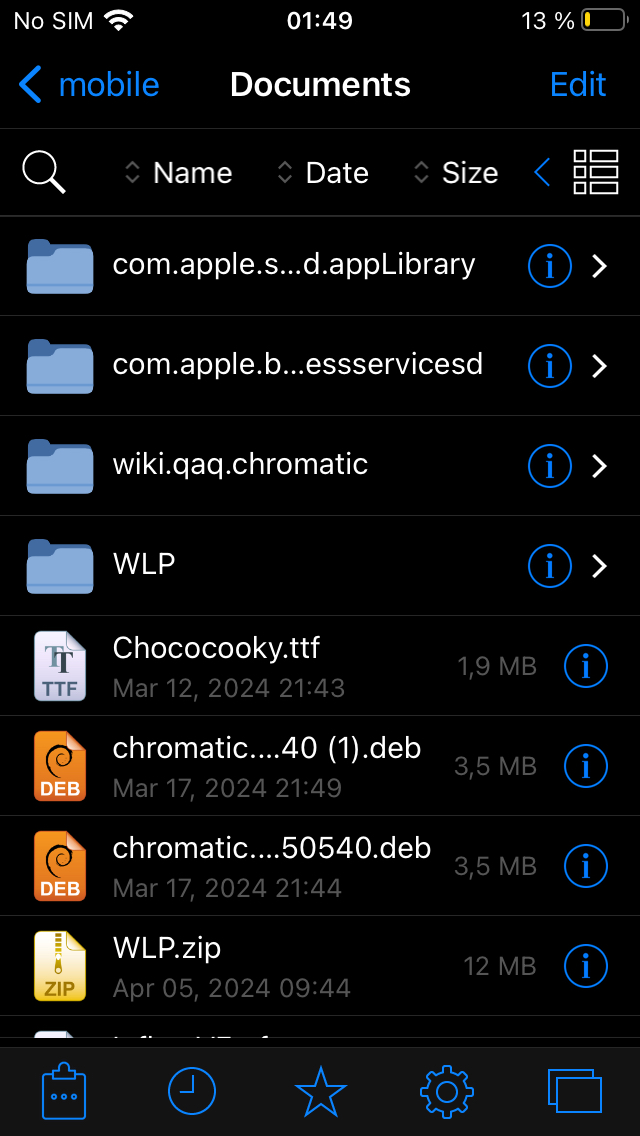 No SIM 01:49 13 %
mobile Documents Edit
Name Date Size
com.apple.s...d.appLibrary
com.apple.b...essservicesd
wiki.qaq.chromatic
WLP
Chococooky.ttf
TTF
Mar 12, 2024 21:43
1,9 MB
chromatic....40 (1).deb
DEB
Mar 17, 2024 21:49
3,5 MB
chromatic....50540.deb
DEB
Mar 17, 2024 21:44
3,5 MB
WLP.zip
ZIP
Apr 05, 2024 09:44
12 MB